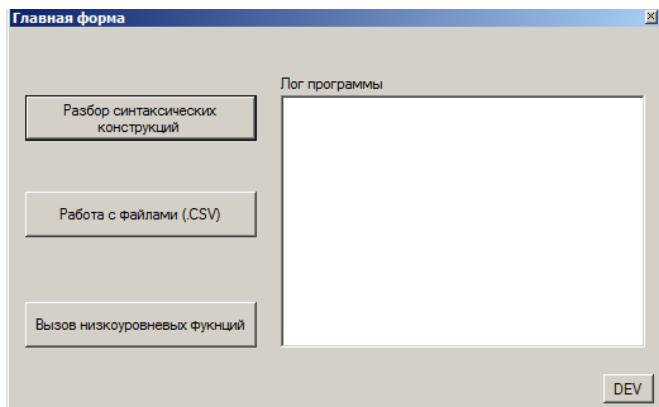 Главная форма
Лог программы
Разбор синтаксических
конструкций
Работа с файлами (.CSV)
Вызов низкоуровневых фукнций
DEV